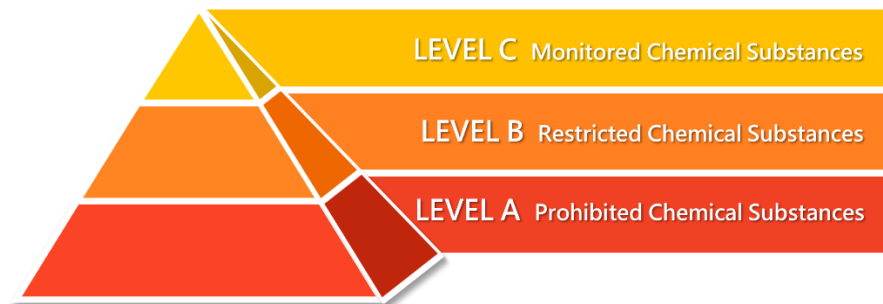 LEVEL C Monitored Chemical Substances
LEVEL B Restricted Chemical Substances
LEVEL A Prohibited Chemical Substances